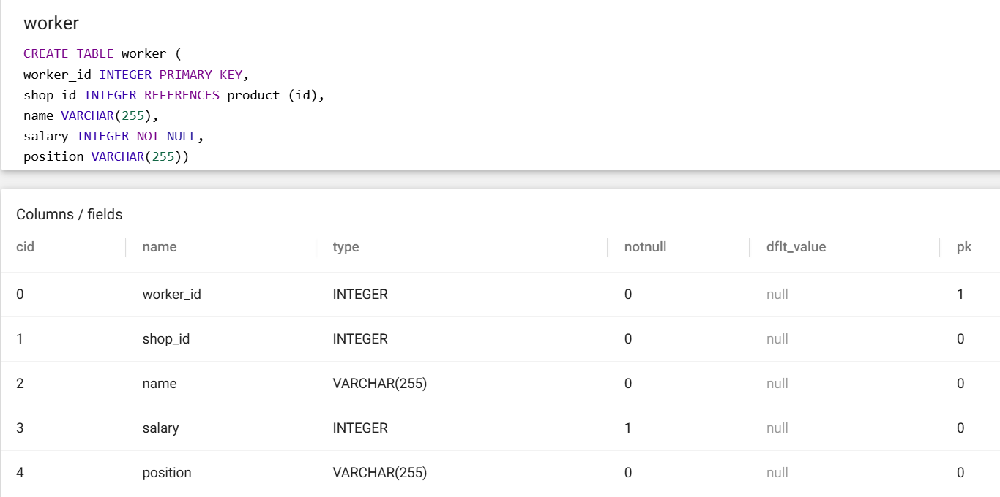 worker
CREATE TABLE worker (
worker_id INTEGER PRIMARY KEY,
shop_id INTEGER REFERENCES product (id),
name VARCHAR(255),
salary INTEGER NOT NULL,
position VARCHAR(255))
Columns / fields
cid name type notnull dflt_value pk
0 worker_id INTEGER 0 null 1
1 shop_id INTEGER 0 null 0
2 name VARCHAR(255) 0 null 0
3 salary INTEGER 1 null 0
4 position VARCHAR(255) 0 null 0